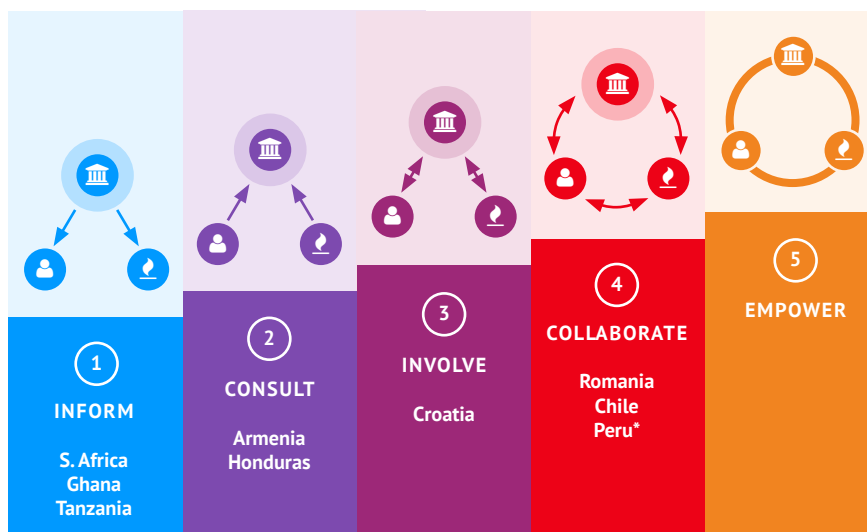 1
INFORM
S. Africa
Ghana
Tanzania
2
CONSULT
Armenia
Honduras
3
INVOLVE
Croatia
4
COLLABORATE
Romania
Chile
Peru*
5
EMPOWER